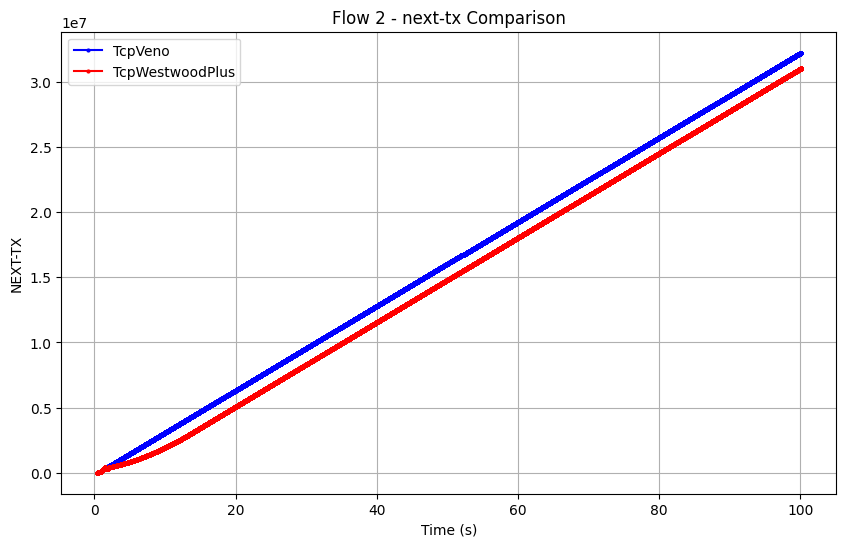 Flow 2 - next-tx Comparison
1e7
TcpVeno
TcpWestwoodPlus
3.0
2.5
2.0
1.5
1.0
0.5
0.0
NEXT-TX
0 20 40 60 80 100
Time (s)